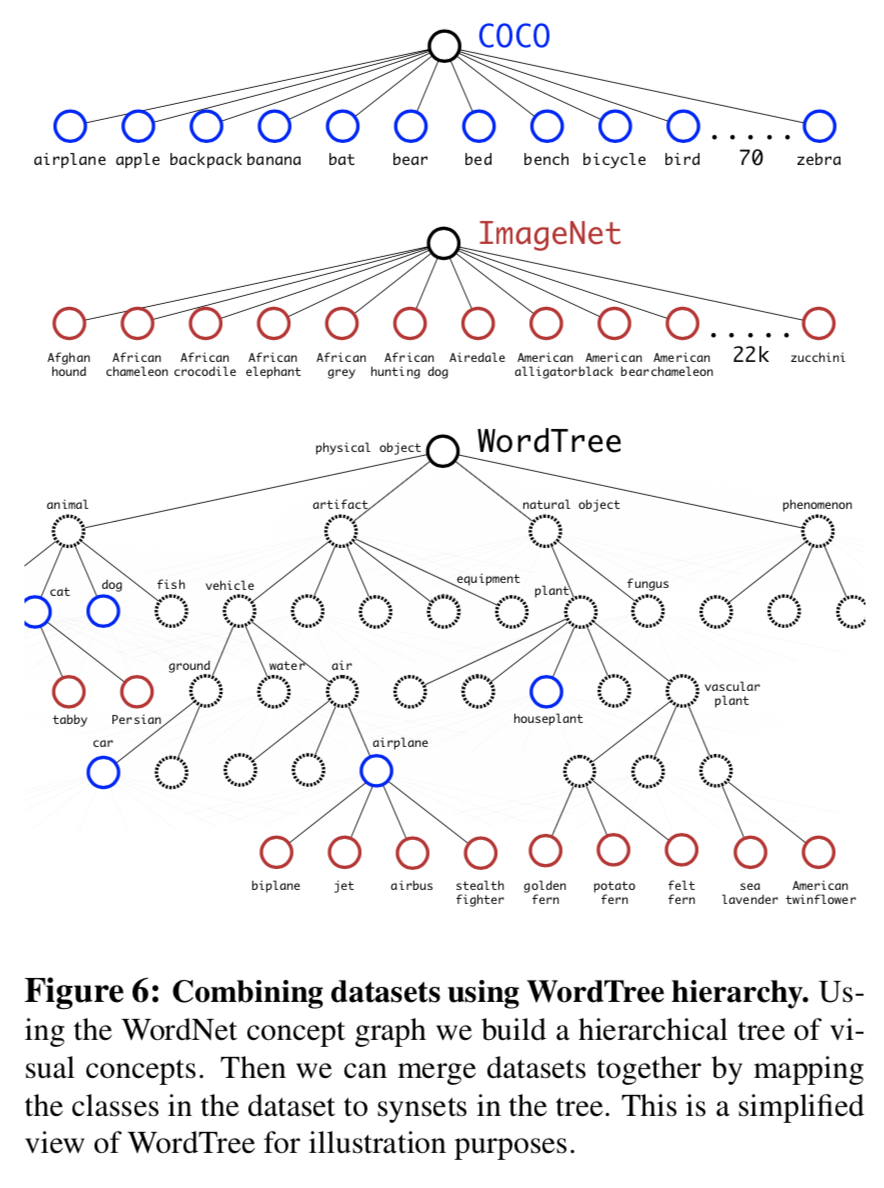 COCO
airplane apple backpack banana bat bear bed bench bicycle bird 70 zebra
ImageNet
Afghan African African African African African Airedale American American American zucchini
hound chameleon crocodile elephant grey hunting dog alligator black bear chameleon 22k
physical object WordTree
animal artifact natural object phenomenon
cat dog fish vehicle equipment plant fungus
ground water air
tabby Persian houseplant vascular
plant
car airplane
biplane jet airbus stealth golden potato felt sea American
fighter fern fern fern lavender twinflower
Figure 6: Combining datasets using WordTree hierarchy. Us-
ing the WordNet concept graph we build a hierarchical tree of vi-
sual concepts. Then we can merge datasets together by mapping
the classes in the dataset to synsets in the tree. This is a simplified
view of WordTree for illustration purposes.